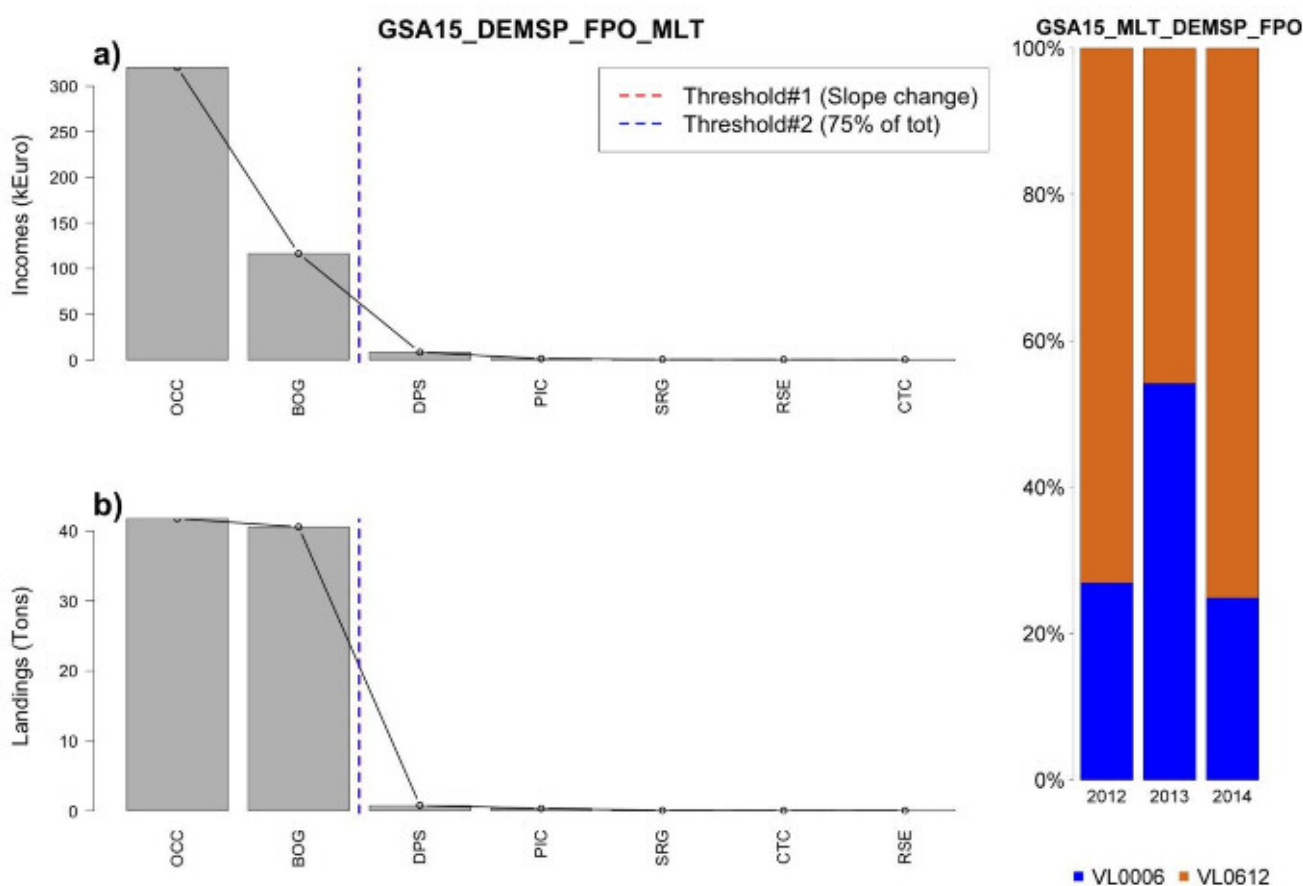 GSA15_DEMSP_FPO_MLT
a)
Incomes (kEuro)
300
250
200
150
100
50
0
Threshold#1 (Slope change)
Threshold#2 (75% of tot)
OCC BOG DPS PIC SRG RSE CTC
b)
Landings (Tons)
40
30
20
10
0
OCC BOG DPS PIC SRG CTC RSE
GSA15_MLT_DEMSP_FPO
100%
80%
60%
40%
20%
0%
2012 2013 2014
VL0006 VL0612